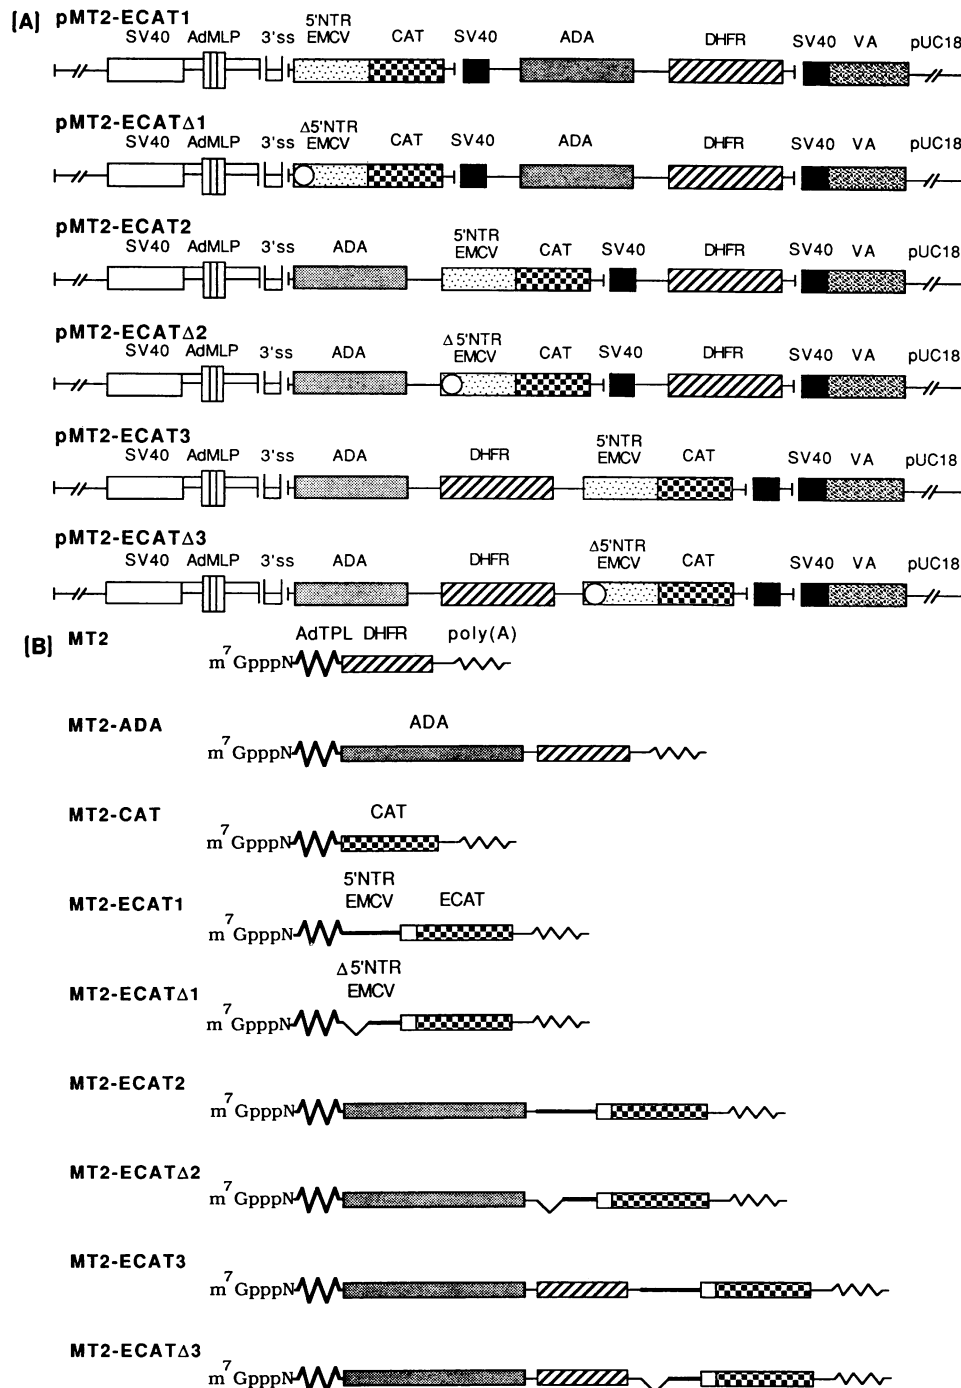 [A] pMT2-ECAT1
SV40 AdMLP 3'ss 5'NTR EMCV CAT SV40 ADA DHFR SV40 VA pUC18
pMT2-ECATΔ1
SV40 AdMLP 3'ss Δ5'NTR EMCV CAT SV40 ADA DHFR SV40 VA pUC18
pMT2-ECAT2
SV40 AdMLP 3'ss ADA 5'NTR EMCV CAT SV40 DHFR SV40 VA pUC18
pMT2-ECATΔ2
SV40 AdMLP 3'ss ADA Δ 5'NTR EMCV CAT SV40 DHFR SV40 VA pUC18
pMT2-ECAT3
SV40 AdMLP 3'ss ADA DHFR 5'NTR EMCV CAT SV40 VA pUC18
pMT2-ECATΔ3
SV40 AdMLP 3'ss ADA DHFR Δ5'NTR EMCV CAT SV40 VA pUC18
[B] MT2
AdTPL DHFR poly(A)
m7GpppN
MT2-ADA
ADA
m7GpppN
MT2-CAT
CAT
m7GpppN
MT2-ECAT1
5'NTR
EMCV ECAT
m7GpppN
MT2-ECATΔ1
Δ5'NTR
EMCV
m7GpppN
MT2-ECAT2
m7GpppN
MT2-ECATΔ2
m7GpppN
MT2-ECAT3
m7GpppN
MT2-ECATΔ3
m7GpppN